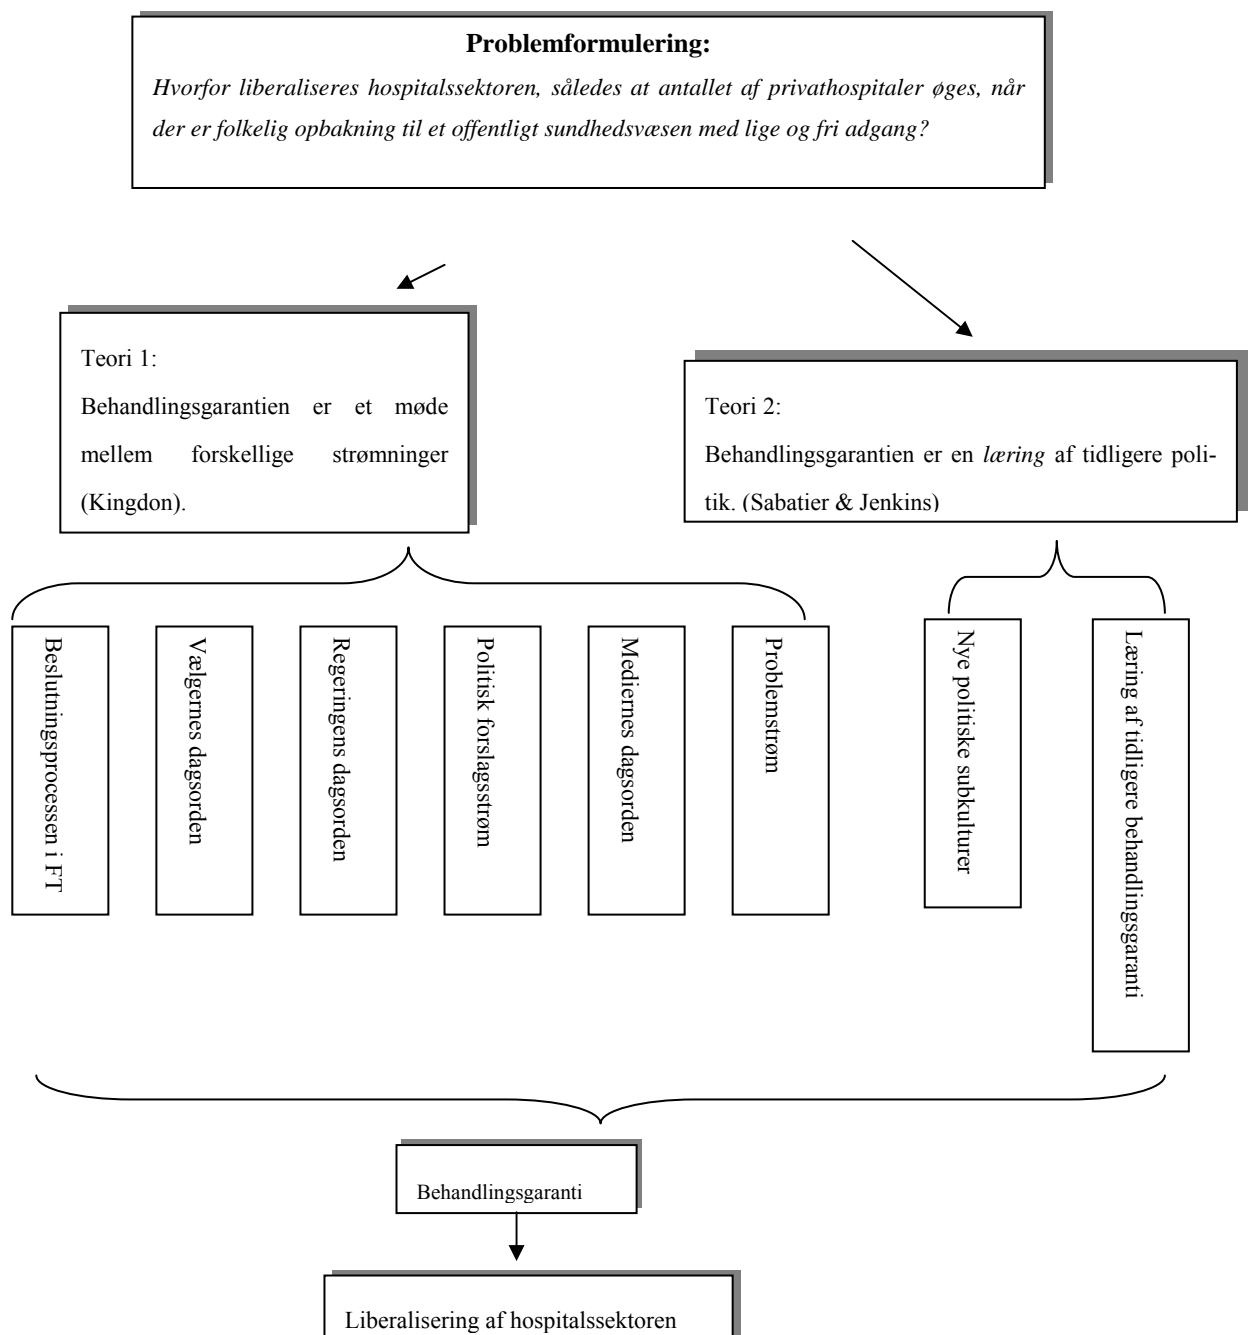 Problemformulering:
Hvorfor liberaliseres hospitalssektoren, således at antallet af privathospitaler øges, når
der er folkelig opbakning til et offentligt sundhedsvæsen med lige og fri adgang?
Teori 1:
Behandlingsgarantien er et møde
mellem forskellige strømninger
(Kingdon).
Teori 2:
Behandlingsgarantien er en læring af tidligere poli-
tik. (Sabatier & Jenkins)
Beslutningsprocessen i FT
Vælgernes dagsorden
Regeringens dagsorden
Politisk forslagsstrøm
Mediernes dagsorden
Problemstrøm
Nye politiske subkulturer
Læring af tidligere behandlingsgaranti
Behandlingsgaranti
Liberalisering af hospitalssektoren